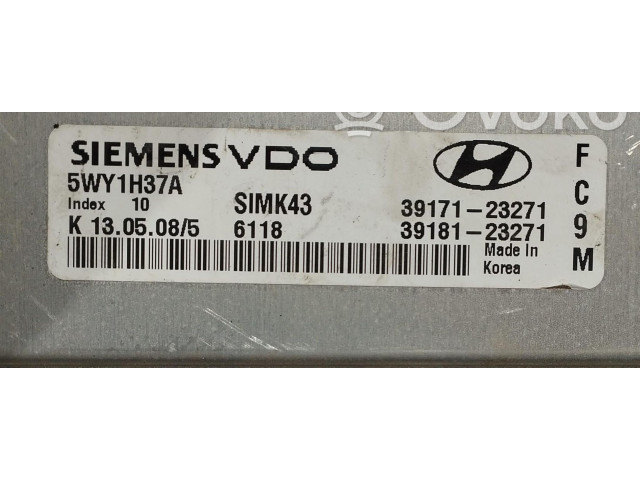 OVOKO
SIEMENS VDO
5WY1H37A
Index 10 SIMK43 39171-23271
K 13.05.08/5 6118 39181-23271
Made In
Korea
F
C
9
M